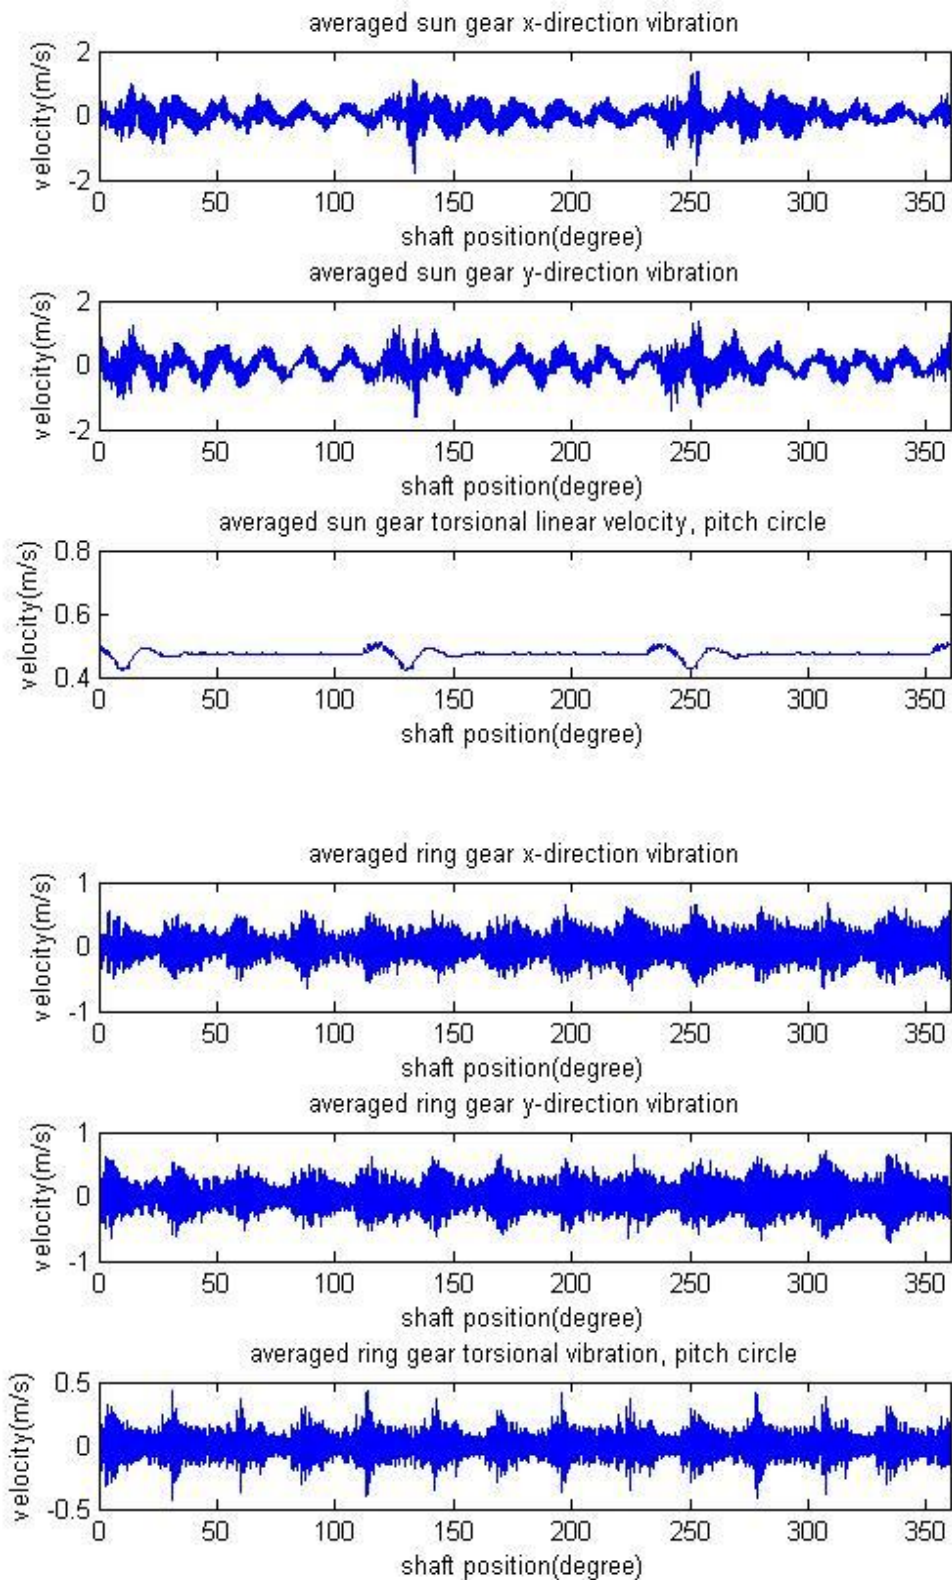 averaged sun gear x-direction vibration
velocity(m/s)
2
0
-2
0 50 100 150 200 250 300 350
shaft position(degree)
averaged sun gear y-direction vibration
velocity(m/s)
2
0
-2
0 50 100 150 200 250 300 350
shaft position(degree)
averaged sun gear torsional linear velocity, pitch circle
velocity(m/s)
0.8
0.6
0.4
0 50 100 150 200 250 300 350
shaft position(degree)
averaged ring gear x-direction vibration
velocity(m/s)
1
0
-1
0 50 100 150 200 250 300 350
shaft position(degree)
averaged ring gear y-direction vibration
velocity(m/s)
1
0
-1
0 50 100 150 200 250 300 350
shaft position(degree)
averaged ring gear torsional vibration, pitch circle
velocity(m/s)
0.5
0
-0.5
0 50 100 150 200 250 300 350
shaft position(degree)